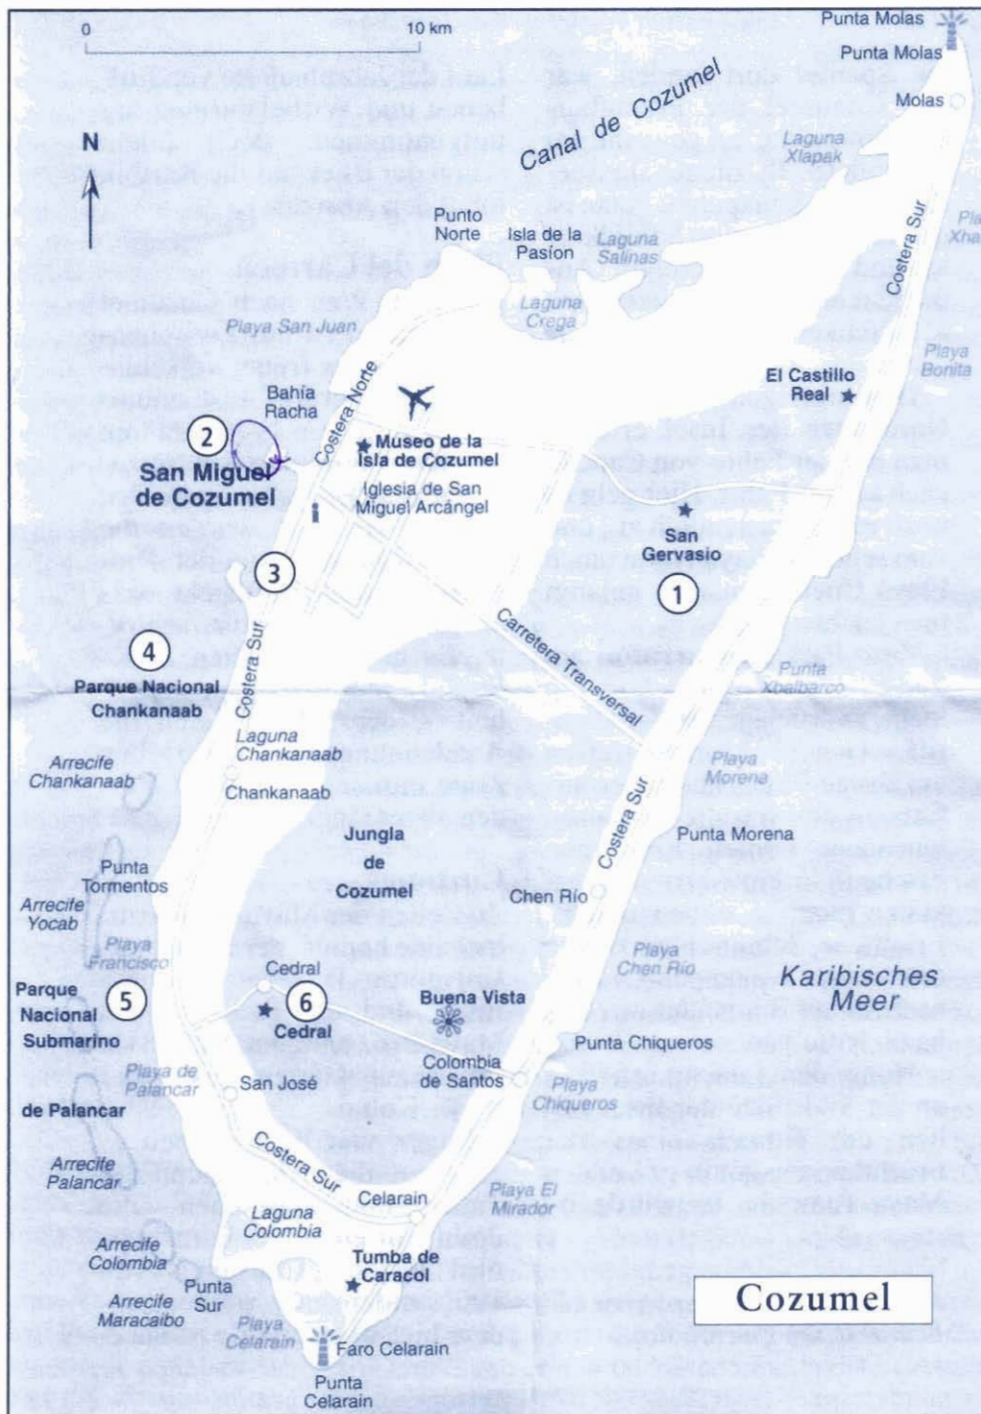 0
10 km
N
Canal de Cozumel
Punta Molas
Punta Molas
Molas
Laguna
Xlapak
Costera Sur
Punto
Norte
Isla de la
Pasíon
Laguna
Salinas
Laguna
Crega
Playa San Juan
Playa
Bonita
El Castillo
Real
Bahía
Racha
Costera Norte
2
San Miguel
de Cozumel
Museo de la
Isla de Cozumel
Iglesia de San
Miguel Arcángel
San
Gervasio
1
3
4
Parque Nacional
Chankanaab
Costera Sur
Carretera Transversal
Punta
Xbalbarco
Laguna
Chankanaab
Arrecife
Chankanaab
Chankanaab
Playa
Morena
Costera Sur
Punta Morena
Jungla
de
Cozumel
Punta
Tormentos
Arrecife
Yocab
Chen Río
Playa
Francisco
Playa
Chen Río
Karibisches
Meer
Parque
Nacional
Submarino
5
Cedral
6
Cedral
Buena Vista
Punta Chiqueros
Colombia
de Santos
Playa de
Palancar
San José
Playa
Chiqueros
de Palancar
Arrecife
Palancar
Costera Sur
Celarain
Playa El
Mirador
Laguna
Colombia
Arrecife
Colombia
Tumba de
Caracol
Punta
Sur
Arrecife
Maracaibo
Playa
Celarain
Faro Celarain
Punta
Celarain
Cozumel